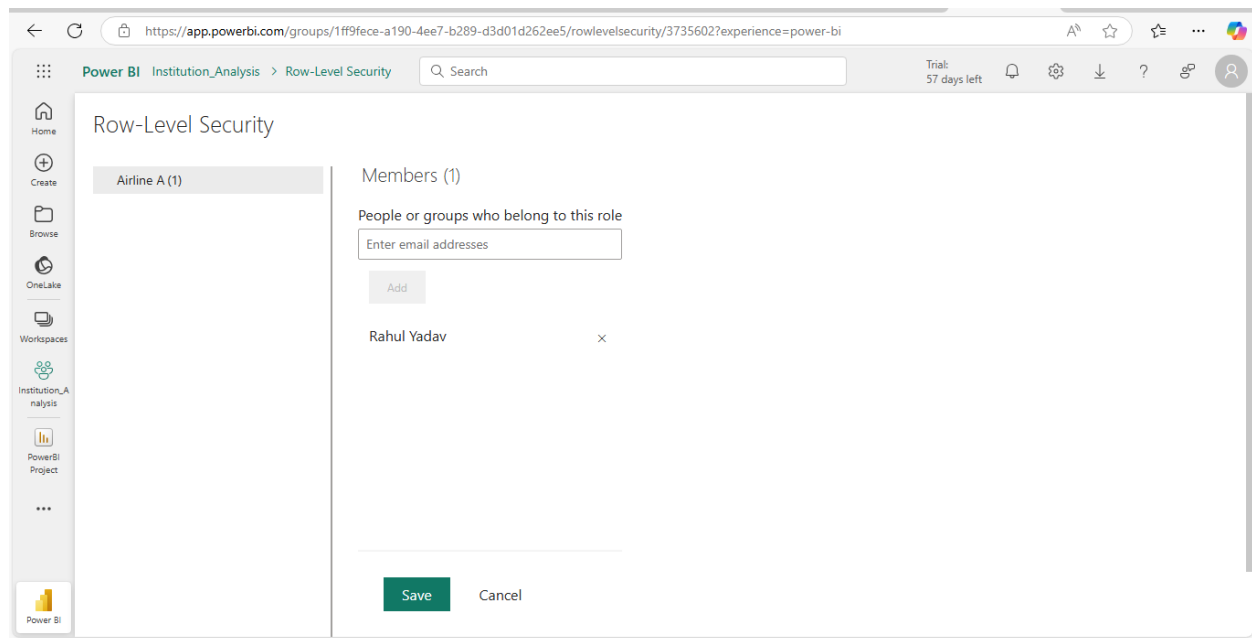 https://app.powerbi.com/groups/1ff9fece-a190-4ee7-b289-d3d01d262ee5/rowlevelsecurity/3735602?experience=power-bi
Power BI Institution_Analysis > Row-Level Security
Search
Trial:
57 days left
Home
Create
Browse
OneLake
Workspaces
Institution_A
nalysis
PowerBI
Project
Power BI
Row-Level Security
Airline A (1)
Members (1)
People or groups who belong to this role
Enter email addresses
Add
Rahul Yadav
Save Cancel